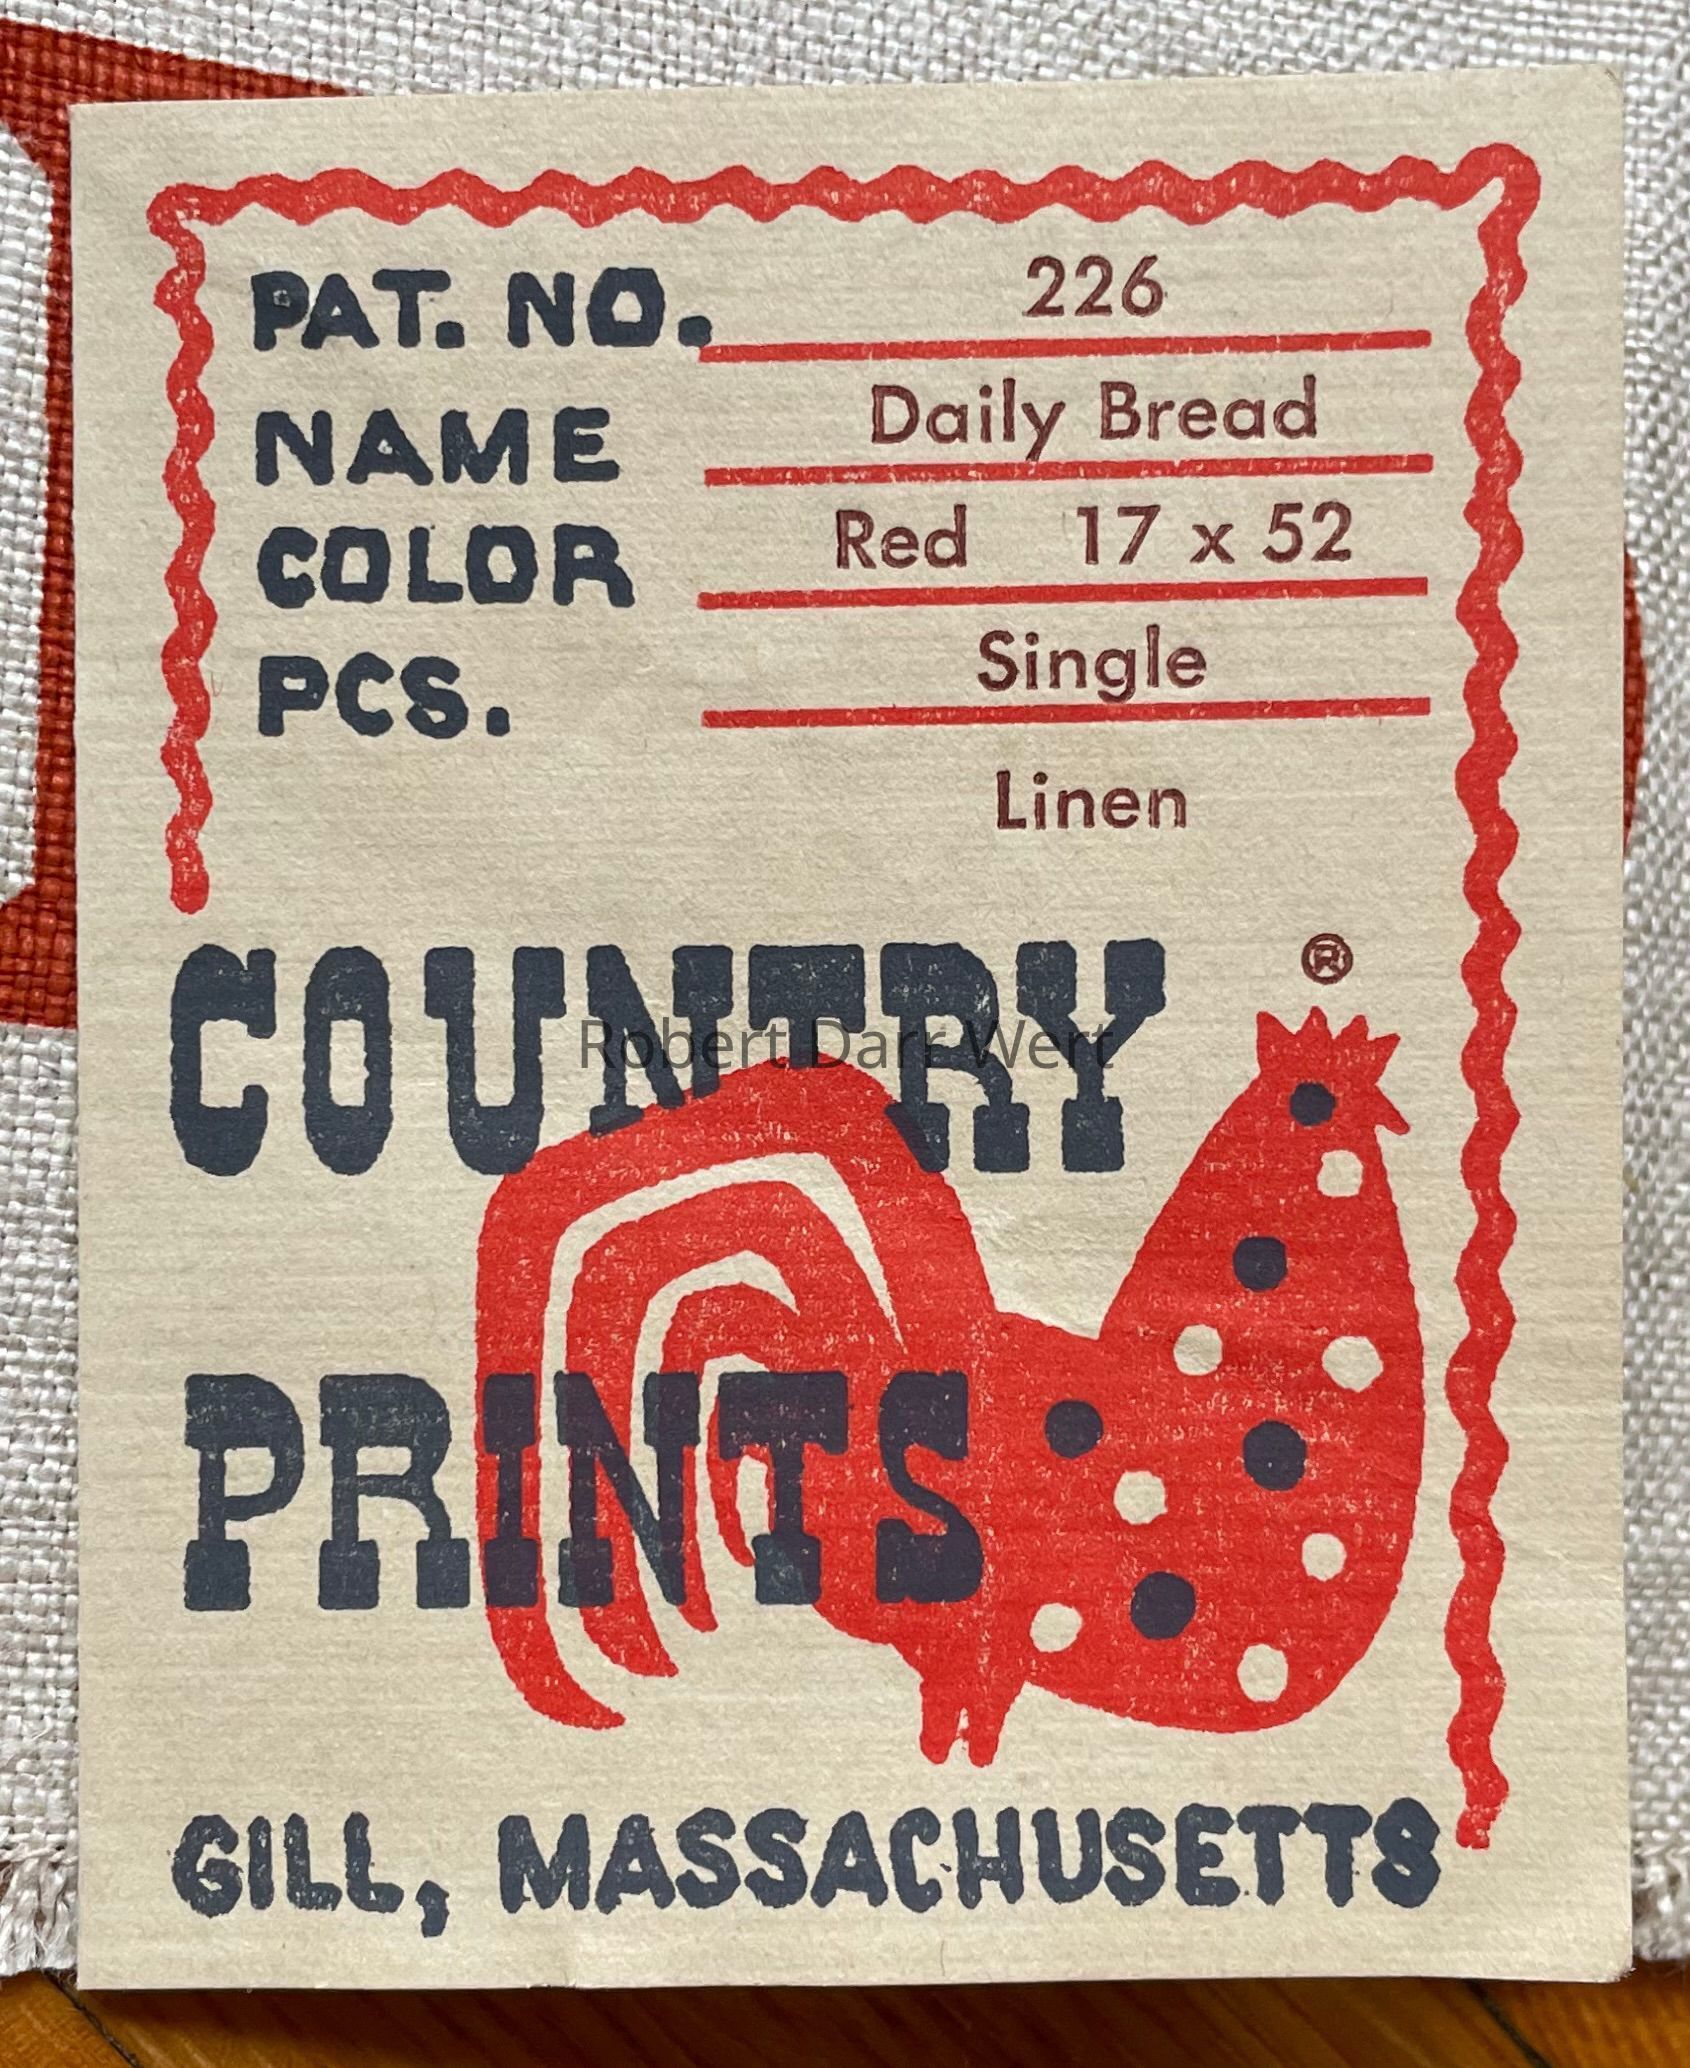 PAT. NO. 226
NAME Daily Bread
COLOR Red 17 x 52
PCS. Single
Linen
COUNTRY ®
Robert Darr Wert
PRINTS
GILL, MASSACHUSETTS